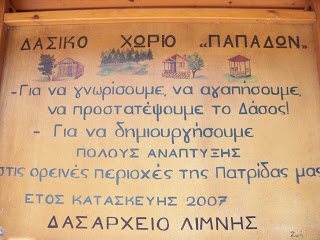 ΔΑΣΙΚΟ ΧΩΡΙΟ "ΠΑΠΑΔΩΝ"
-Για να γνωρίσουμε, να αγαπήσουμε,
να προστατέψουμε το Δάσος!
- Για να δημιουργήσουμε
ΠΟΛΟΥΣ ΑΝΑΠΤΥΞΗΣ
στις ορεινές περιοχές της Πατρίδας μας
ΕΤΟΣ ΚΑΤΑΣΚΕΥΗΣ 2007
ΔΑΣΑΡΧΕΙΟ ΛΙΜΝΗΣ